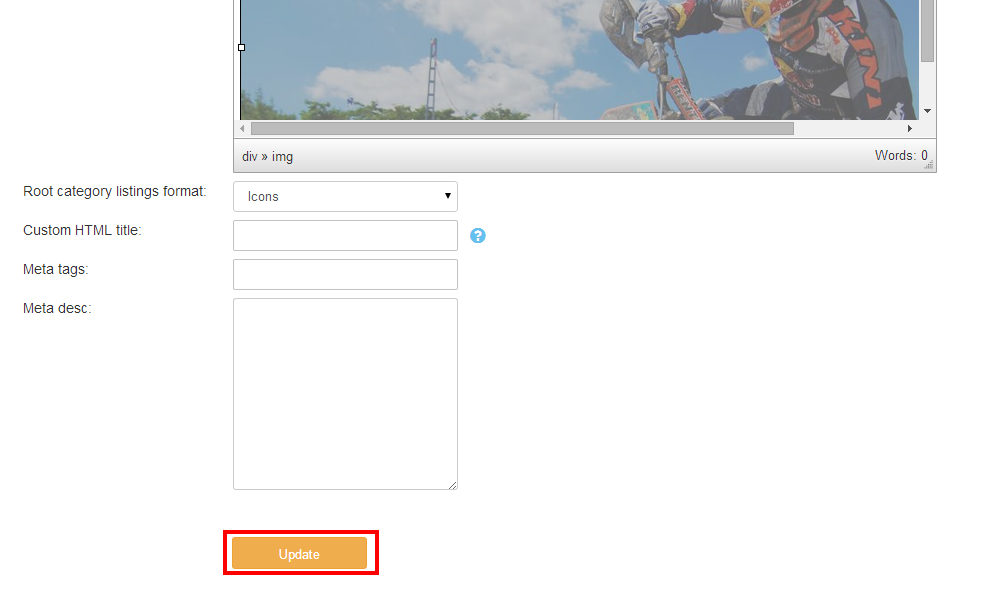 div » img
Words: 0
Root category listings format:
Icons
Custom HTML title:
?
Meta tags:
Meta desc:
Update